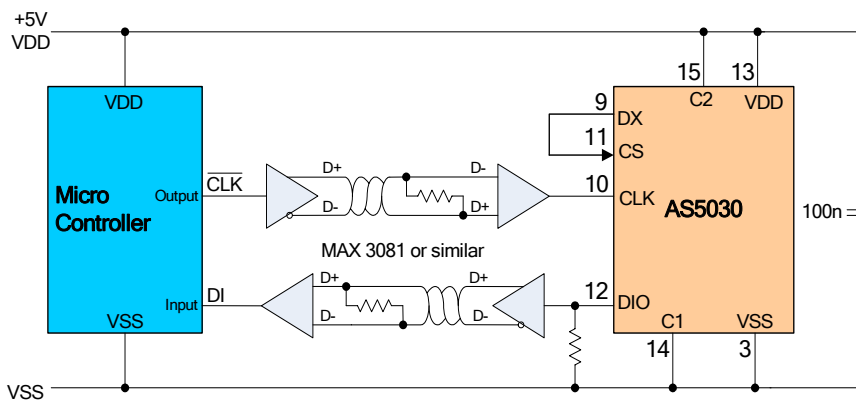 +5V
VDD
15
13
VDD
C2
VDD
9
DX
11
CS
Micro
Controller
Output
CLK
D+
D-
D-
D+
10
CLK
AS5030
100n
MAX 3081 or similar
Input
DI
D+
D-
D+
D-
12
DIO
VSS
C1
VSS
14
3
VSS